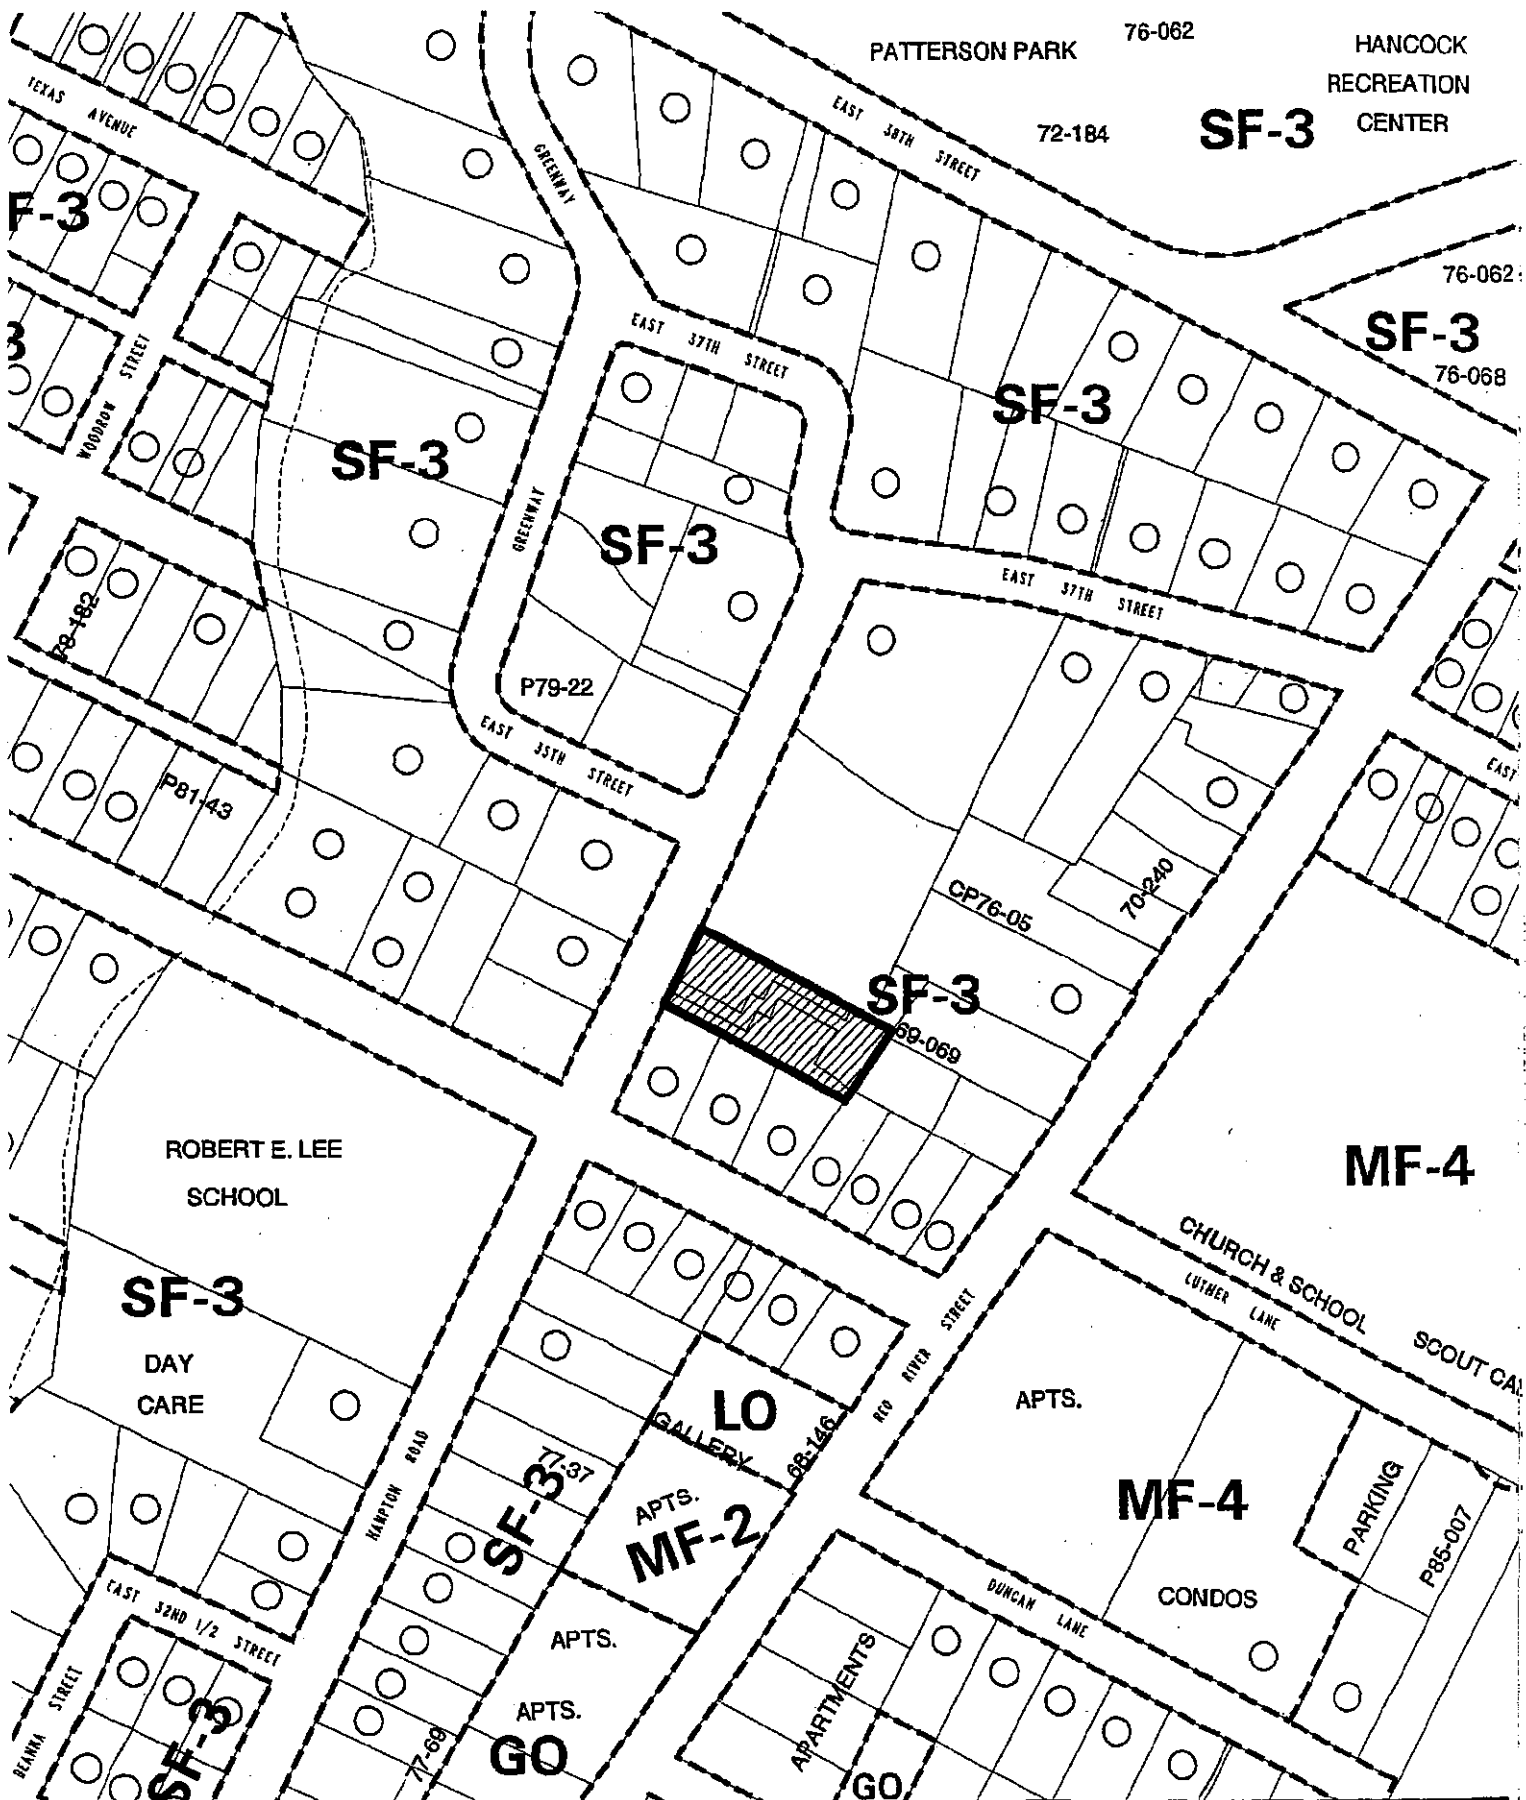 76-062
PATTERSON PARK
HANCOCK
RECREATION
CENTER
TEXAS AVENUE
EAST 38TH STREET
72-184
SF-3
GREENWAY
F-3
76-062
SF-3
76-068
EAST 37TH STREET
3
WOODROW STREET
SF-3
SF-3
GREENWAY
SF-3
EAST 37TH STREET
78-182
P79-22
EAST 35TH STREET
EAST
P81-43
CP76-05
70-240
SF-3
69-069
ROBERT E. LEE
SCHOOL
MF-4
CHURCH & SCHOOL
SF-3
LUTHER LANE
RED RIVER STREET
SCOUT
DAY
CARE
LO
GALLERY
68-146
APTS.
HAMPTON ROAD
77-37
SF-3
APTS.
MF-2
MF-4
PARKING
P85-007
CONDOS
DUNCAN LANE
EAST 32ND 1/2 STREET
APTS.
APARTMENTS
STREET
SF-3
APTS.
77-69
GO
GO